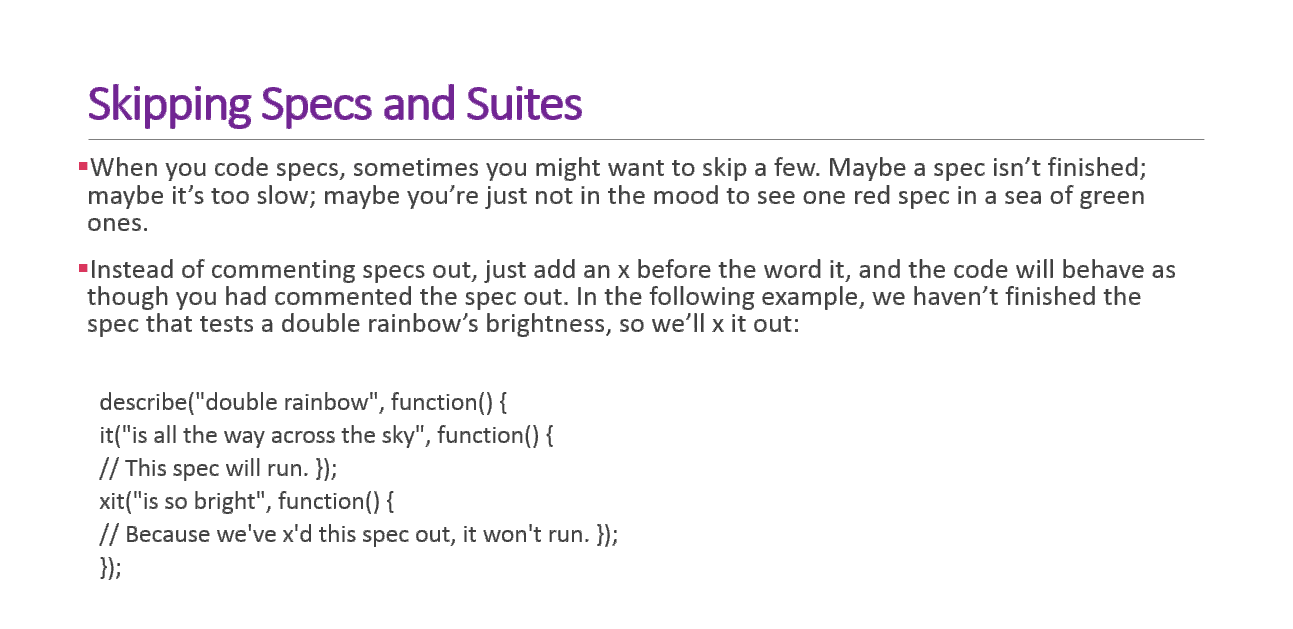 Skipping Specs and Suites
▪When you code specs, sometimes you might want to skip a few. Maybe a spec isn’t finished;
maybe it’s too slow; maybe you’re just not in the mood to see one red spec in a sea of green
ones.
▪Instead of commenting specs out, just add an x before the word it, and the code will behave as
though you had commented the spec out. In the following example, we haven’t finished the
spec that tests a double rainbow’s brightness, so we’ll x it out:
describe("double rainbow", function() {
it("is all the way across the sky", function() {
// This spec will run. });
xit("is so bright", function() {
// Because we've x'd this spec out, it won't run. });
});